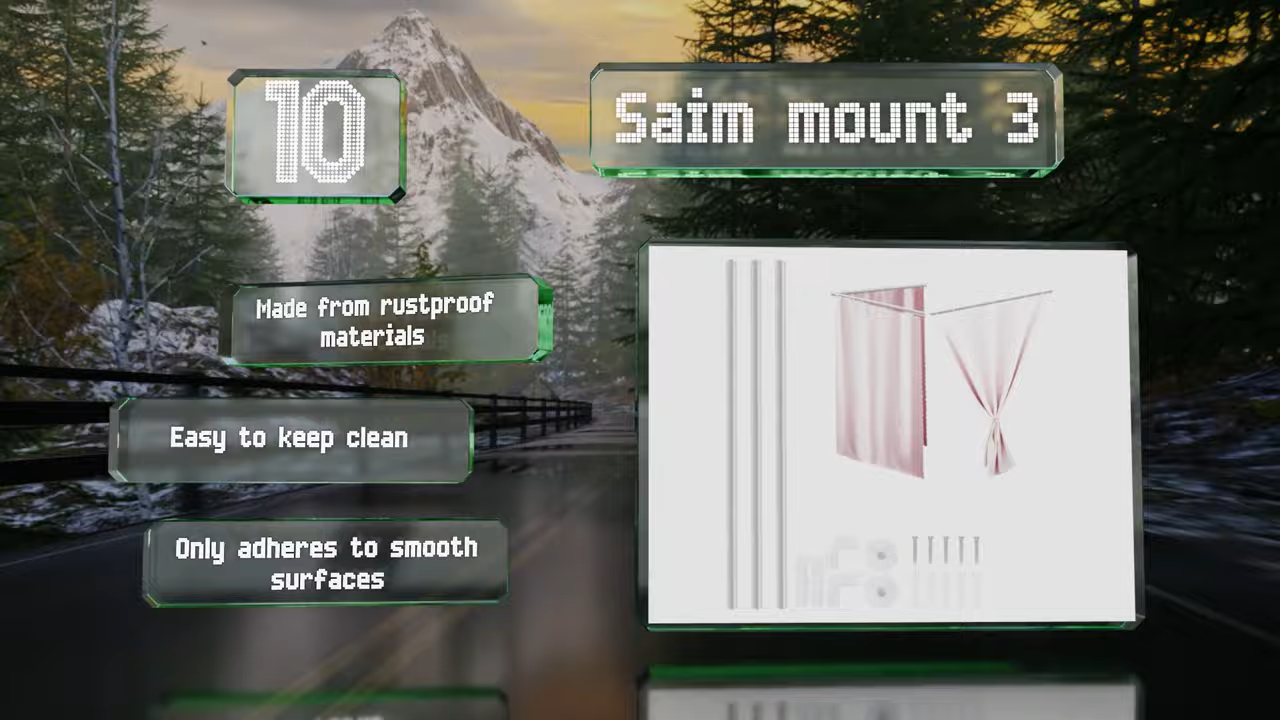 10
Saim mount 3
Made from rustproof
materials
Easy to keep clean
Only adheres to smooth
surfaces